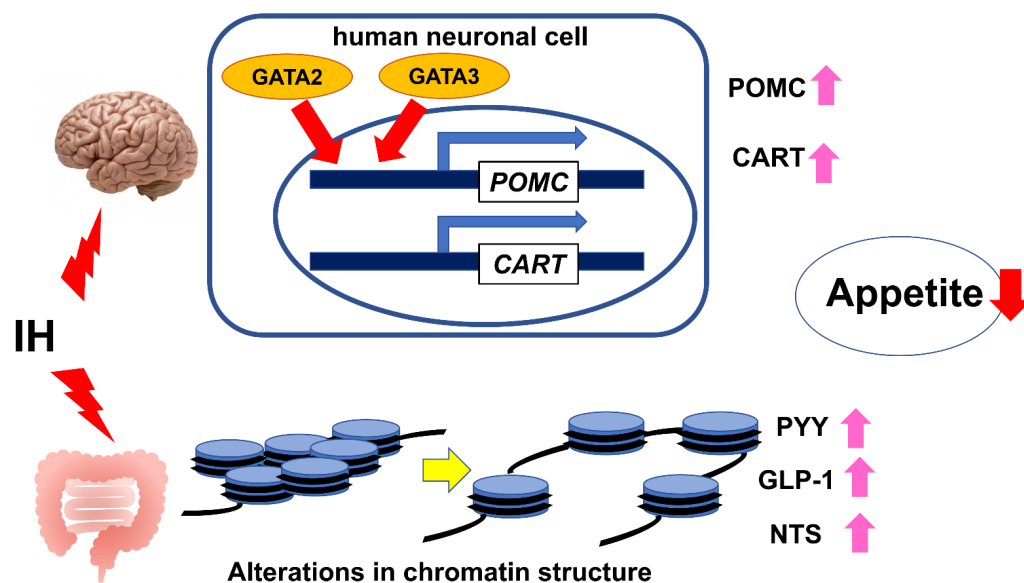 human neuronal cell
GATA2
GATA3
POMC
CART
POMC
CART
Appetite
IH
PYY
GLP-1
NTS
Alterations in chromatin structure